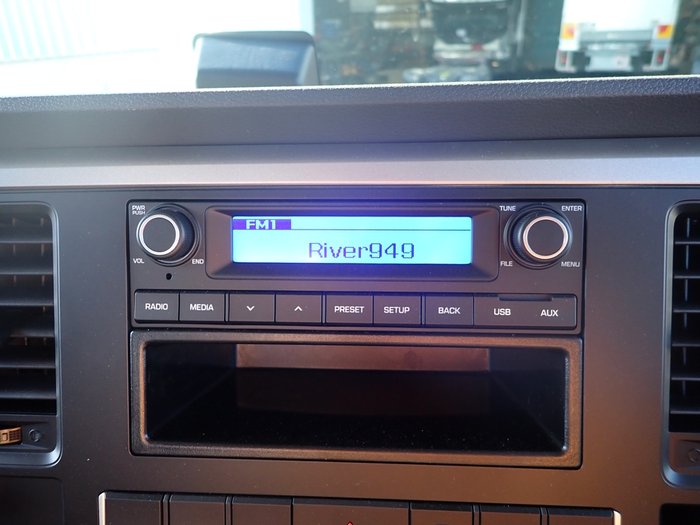 PWR
PUSH
VOL
END
FM1
River949
TUNE
ENTER
FILE
MENU
RADIO
MEDIA
PRESET
SETUP
BACK
USB
AUX